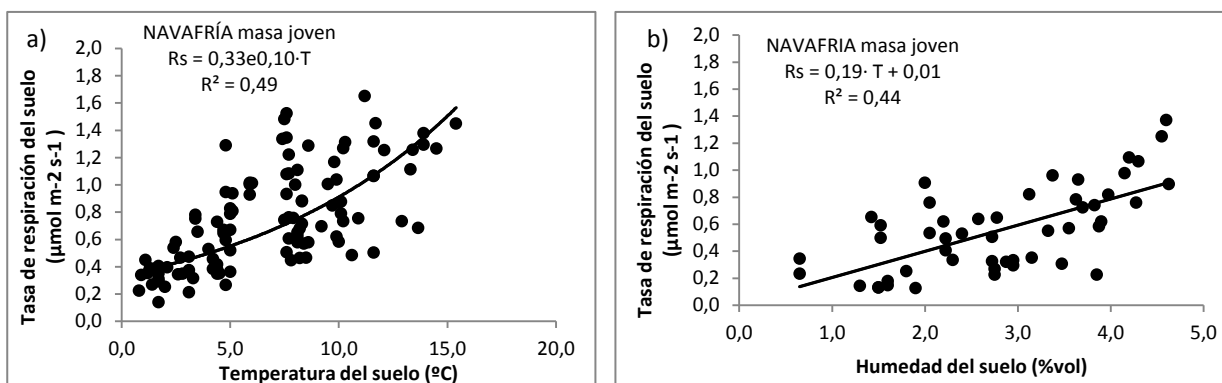 a)
NAVAFRÍA masa joven
Rs = 0,33e0,10·T
R² = 0,49
Tasa de respiración del suelo
(µmol m-2 s-1 )
2,0
1,8
1,6
1,4
1,2
1,0
0,8
0,6
0,4
0,2
0,0
0,0 5,0 10,0 15,0 20,0
Temperatura del suelo (ºC)
b)
NAVAFRIA masa joven
Rs = 0,19· T + 0,01
R² = 0,44
Tasa de respiración del suelo
(µmol m-2 s-1 )
2,0
1,8
1,6
1,4
1,2
1,0
0,8
0,6
0,4
0,2
0,0
0,0 1,0 2,0 3,0 4,0 5,0
Humedad del suelo (%vol)